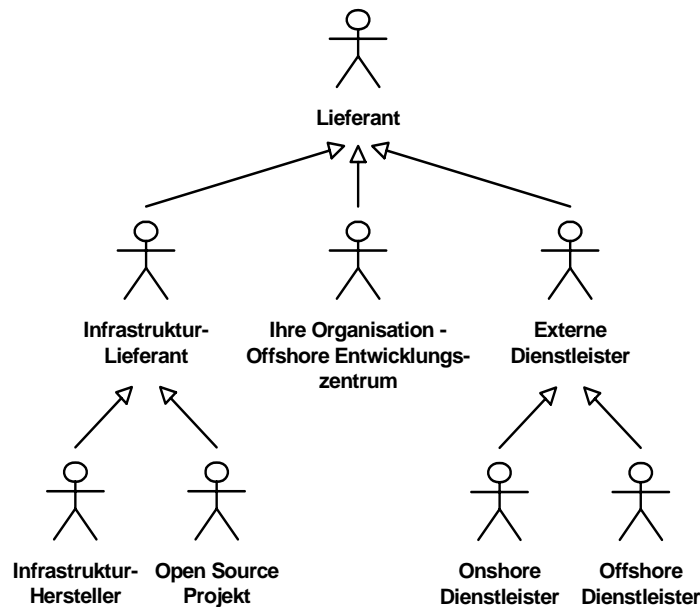 Lieferant
Infrastruktur-
Lieferant
Ihre Organisation -
Offshore Entwicklungs-
zentrum
Externe
Dienstleister
Infrastruktur-
Hersteller
Open Source
Projekt
Onshore
Dienstleister
Offshore
Dienstleister